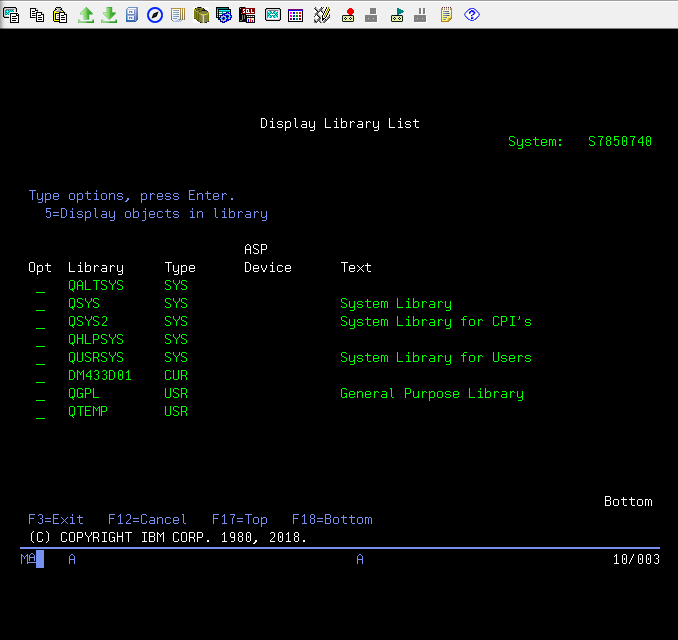 Display Library List
System: S7850740
Type options, press Enter.
5=Display objects in library
ASP
Opt Library Type Device Text
_ QALTSYS SYS
_ QSYS SYS System Library
_ QSYS2 SYS System Library for CPI's
_ QHLPSYS SYS
_ QUSRSYS SYS System Library for Users
_ DM433D01 CUR
_ QGPL USR General Purpose Library
_ QTEMP USR
Bottom
F3=Exit F12=Cancel F17=Top F18=Bottom
(C) COPYRIGHT IBM CORP. 1980, 2018.
MA A A 10/003